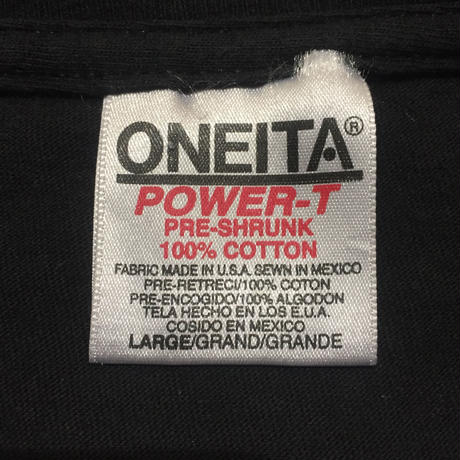 ONEITA®
POWER-T
PRE-SHRUNK
100% COTTON
FABRIC MADE IN U.S.A. SEWN IN MEXICO
PRE-RETRECI/100% COTON
PRE-ENCOGIDO/100% ALGODON
TELA HECHO EN LOS E.U.A.
COSIDO EN MEXICO
LARGE/GRAND/GRANDE